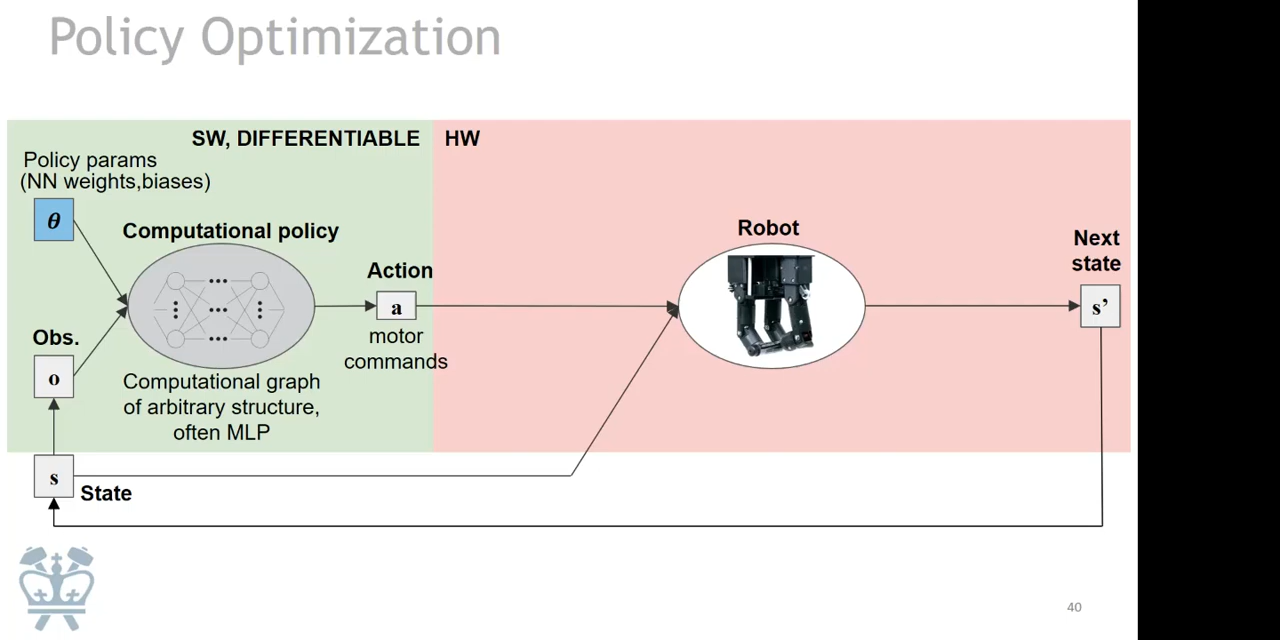 Policy Optimization
SW, DIFFERENTIABLE
HW
Policy params
(NN weights,biases)
θ
Computational policy
Action
a
motor
commands
Obs.
o
Computational graph
of arbitrary structure,
often MLP
s
State
Robot
Next
state
s’
40